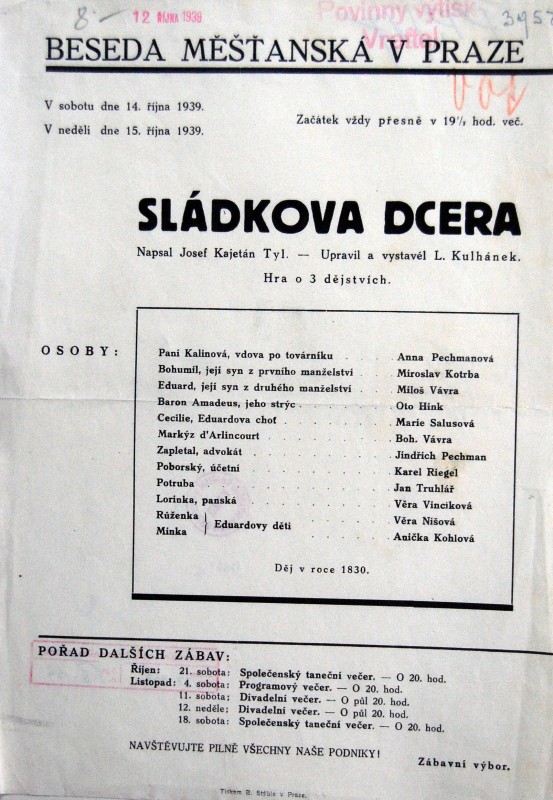 8.- 12 ŘÍJNA 1939 Povinný výtisk 3957
BESEDA MĚŠŤANSKÁ V PRAZE
V sobotu dne 14. října 1939.
V neděli dne 15. října 1939.
Začátek vždy přesně v 19½ hod. več.
SLÁDKOVA DCERA
Napsal Josef Kajetán Tyl. — Upravil a vystavěl L. Kulhánek.
Hra o 3 dějstvích.
OSOBY:
Paní Kalinová, vdova po továrníku . . . . Anna Pechmanová
Bohumil, její syn z prvního manželství . . Miroslav Kotrba
Eduard, její syn z druhého manželství . . . Miloš Vávra
Baron Amadeus, jeho strýc . . . . . . Oto Hink
Cecilie, Eduardova choť . . . . . . . Marie Salusová
Markýz d'Arlincourt . . . . . . . . Boh. Vávra
Zapletal, advokát . . . . . . . . Jindřich Pechman
Poborský, účetní . . . . . . . . Karel Riegel
Potruba . . . . . . . . . . Jan Truhlář
Lorinka, panská . . . . . . . . Věra Vinciková
Růženka } Eduardovy děti . . . . . Věra Nišová
Minka . . . . . Anička Kohlová
Děj v roce 1830.
POŘAD DALŠÍCH ZÁBAV:
Říjen: 21. sobota: Společenský taneční večer. — O 20. hod.
Listopad: 4. sobota: Programový večer. — O 20. hod.
11. sobota; Divadelní večer. — O půl 20. hod.
12. neděle; Divadelní večer. — O půl 20. hod.
18. sobota: Společenský taneční večer. — O 20. hod.
NAVŠTĚVUJTE PILNĚ VŠECHNY NAŠE PODNIKY!
Zábavní výbor.